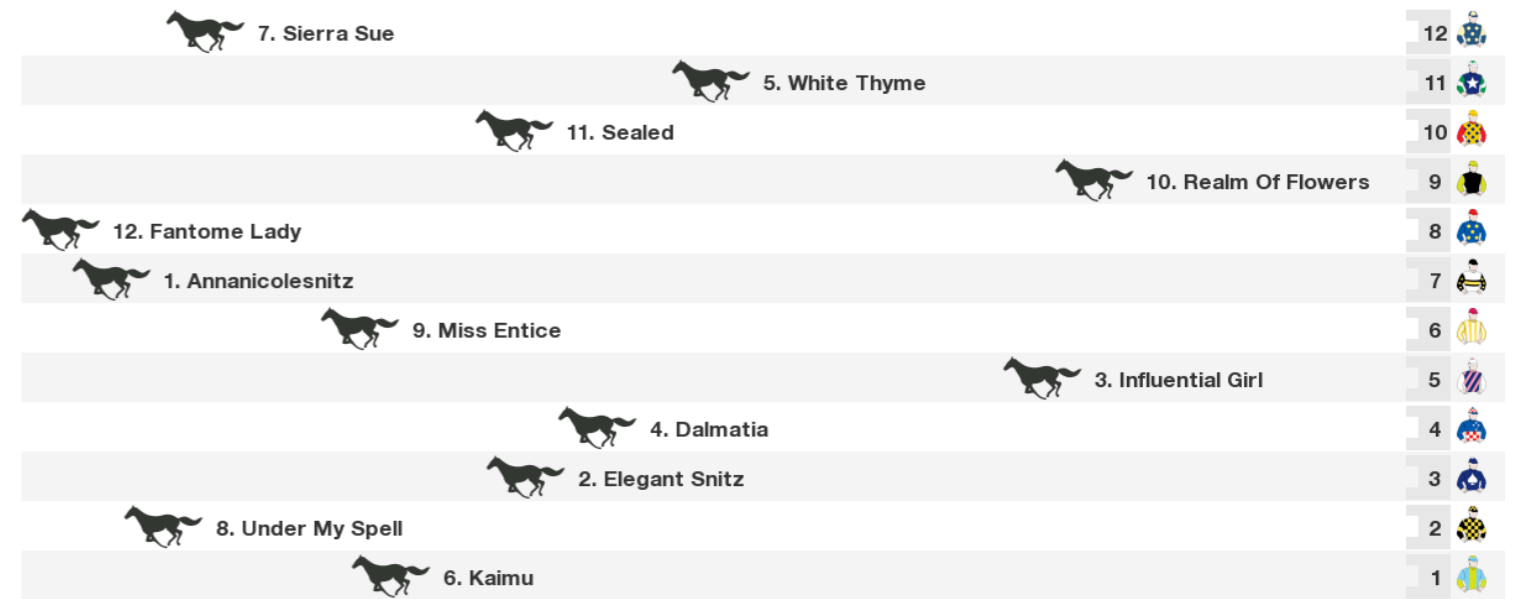 7. Sierra Sue 12
5. White Thyme 11
11. Sealed 10
10. Realm Of Flowers 9
12. Fantome Lady 8
1. Annanicolesnitz 7
9. Miss Entice 6
3. Influential Girl 5
4. Dalmatia 4
2. Elegant Snitz 3
8. Under My Spell 2
6. Kaimu 1